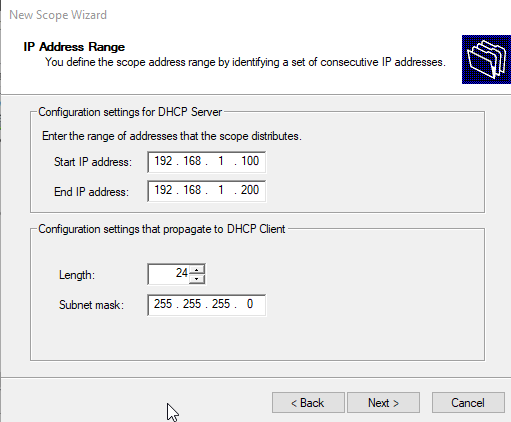 New Scope Wizard
IP Address Range
You define the scope address range by identifying a set of consecutive IP addresses.
Configuration settings for DHCP Server
Enter the range of addresses that the scope distributes.
Start IP address: 192 . 168 . 1 . 100
End IP address: 192 . 168 . 1 . 200
Configuration settings that propagate to DHCP Client
Length: 24
Subnet mask: 255 . 255 . 255 . 0
< Back Next > Cancel